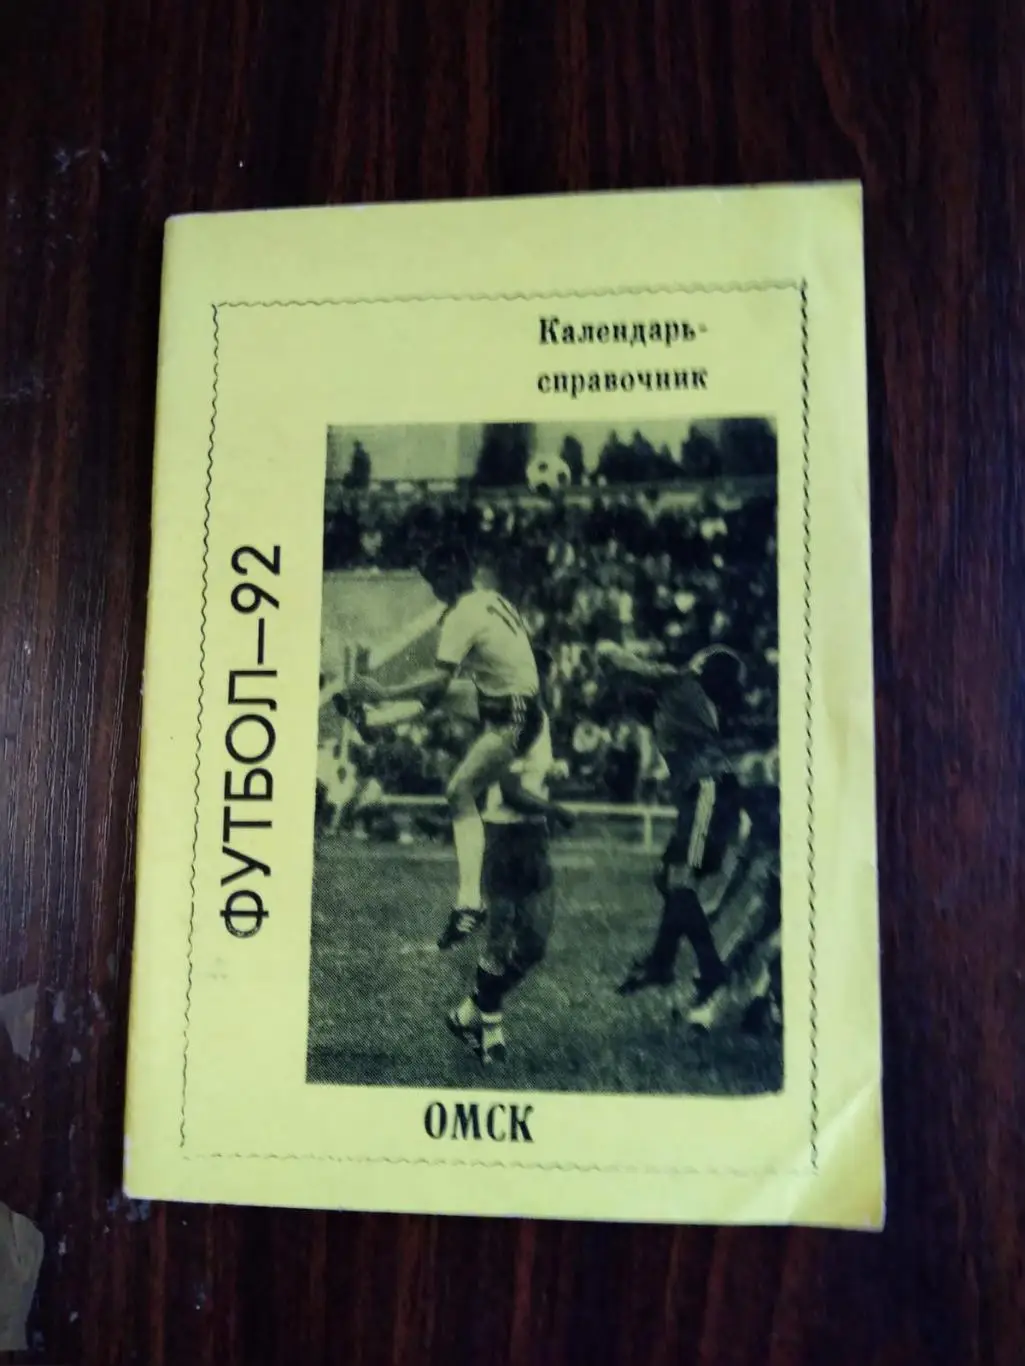 Календарь-
справочник
ФУТБОЛ—92
ОМСК